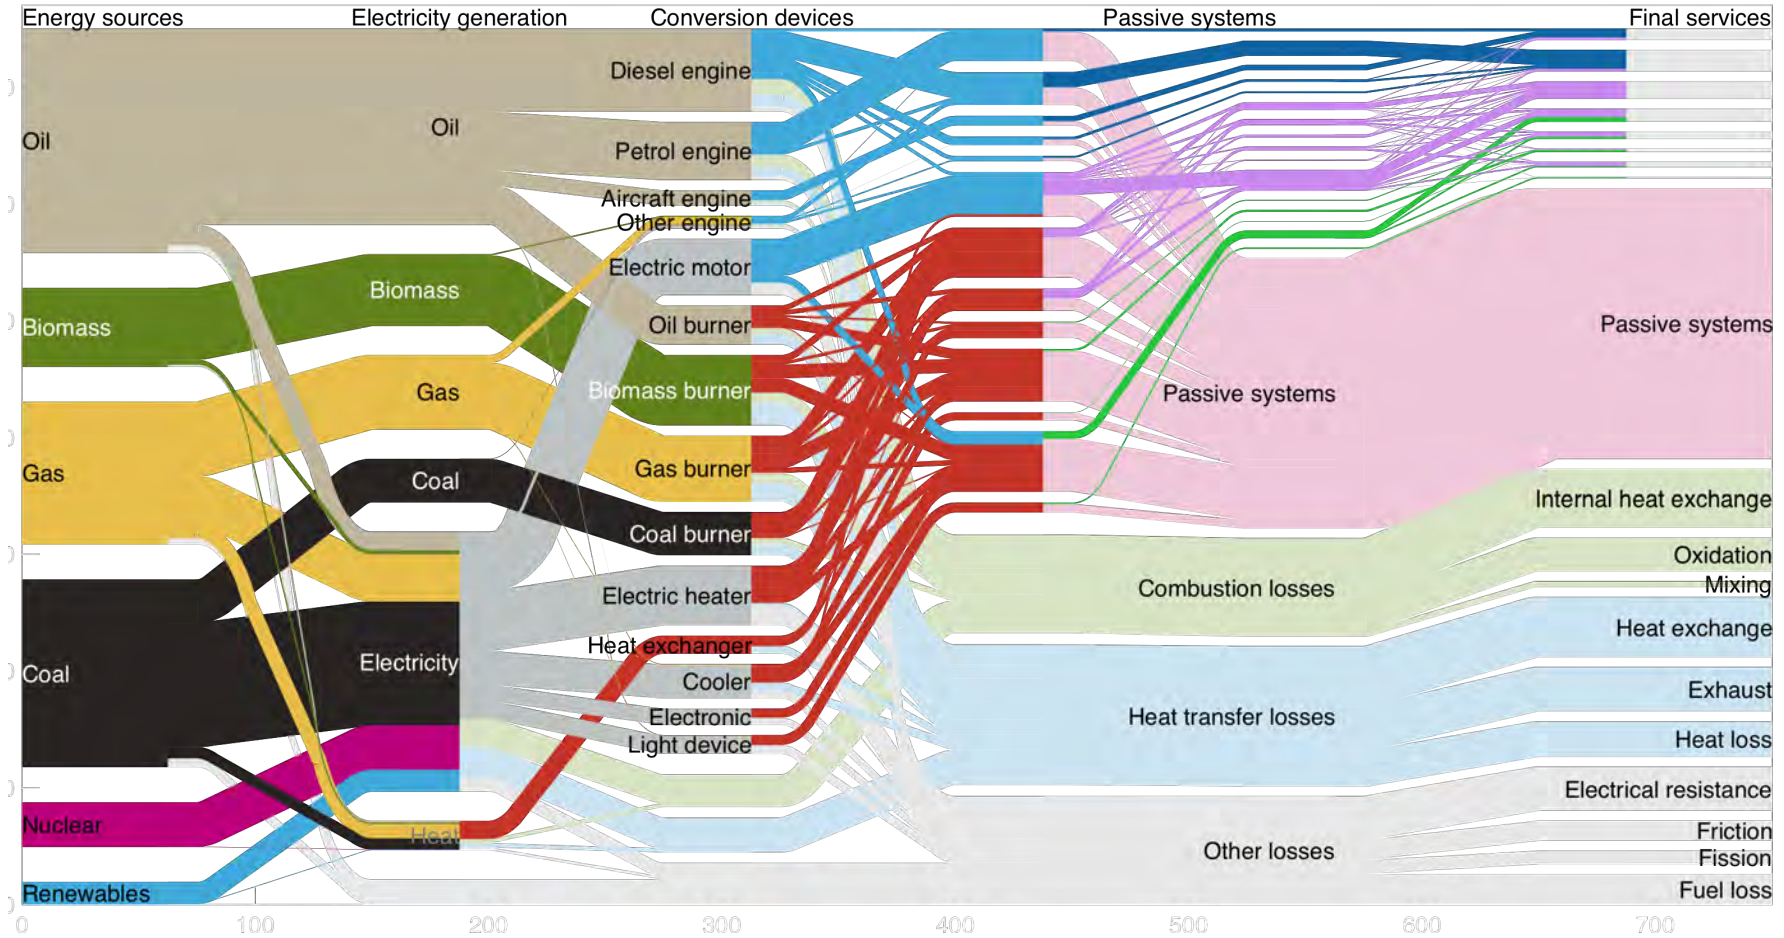 Energy sources Electricity generation Conversion devices Passive systems Final services
Diesel engine
Oil
Oil
Petrol engine
Aircraft engine
Other engine
Electric motor
Biomass
Biomass
Oil burner
Passive systems
Gas
Biomass burner
Passive systems
Gas
Gas burner
Coal
Internal heat exchange
Coal burner
Oxidation
Mixing
Combustion losses
Electric heater
Heat exchange
Heat exchanger
Electricity
Coal
Cooler
Exhaust
Electronic
Heat transfer losses
Light device
Heat loss
Electrical resistance
Nuclear
Heat
Friction
Other losses
Fission
Renewables
Fuel loss
0 100 200 300 400 500 600 700